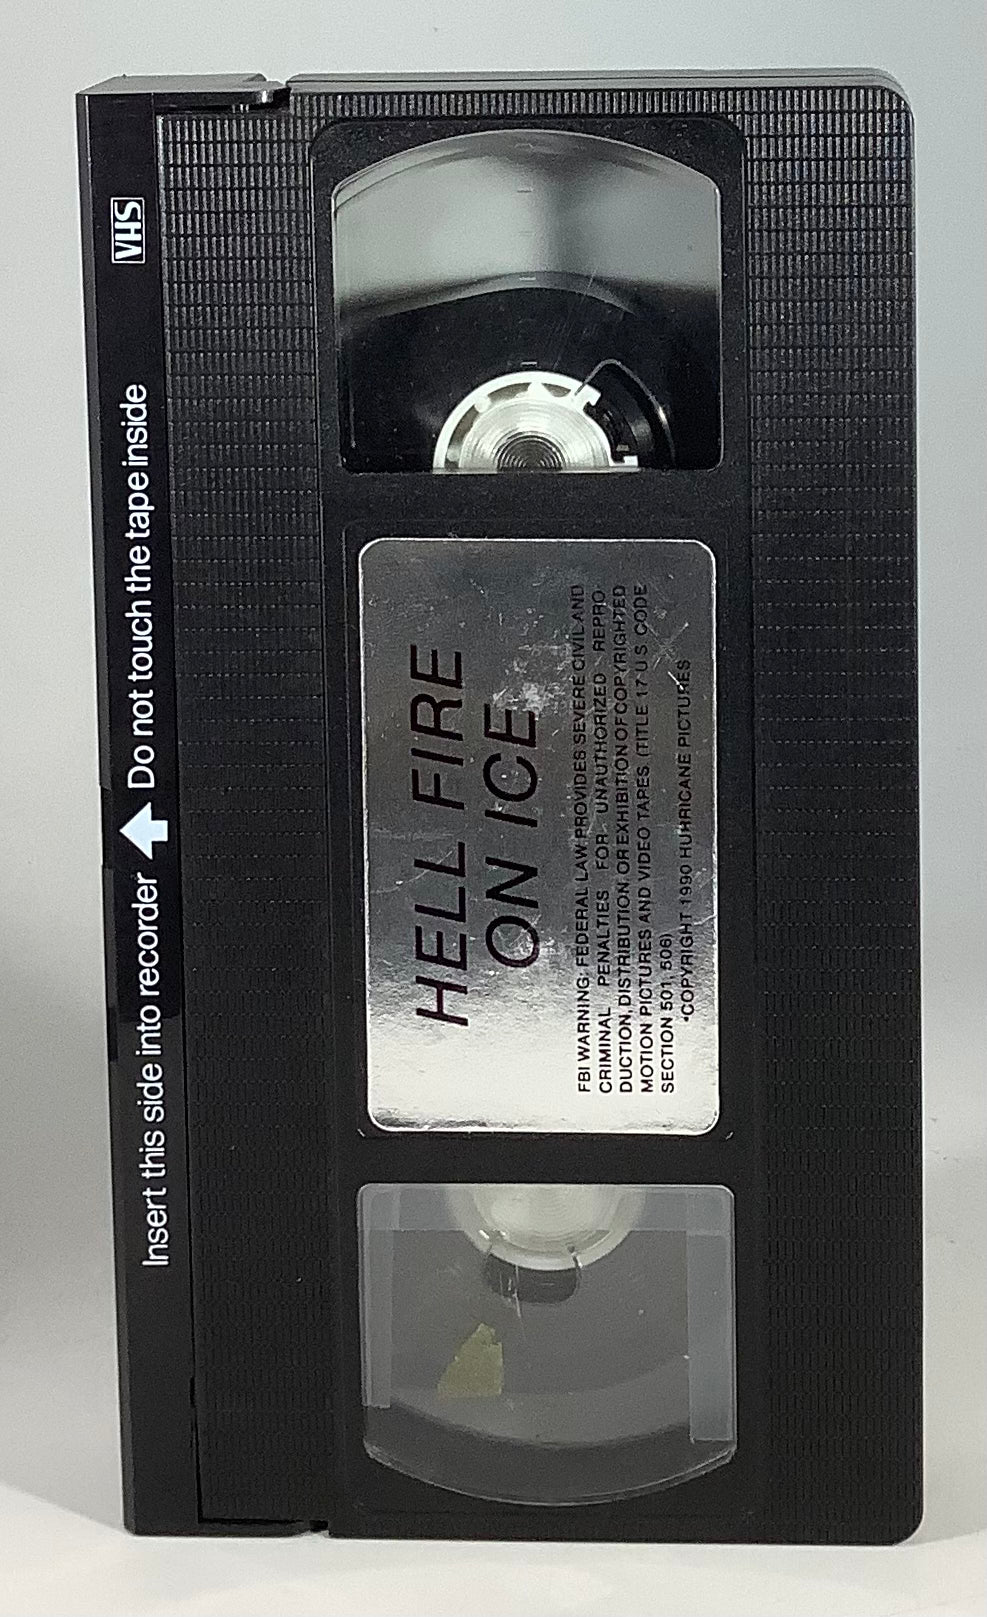 VHS
Insert this side into recorder Do not touch the tape inside
HELL FIRE
ON ICE
FBI WARNING: FEDERAL LAW PROVIDES SEVERE CIVIL AND
CRIMINAL PENALTIES FOR UNAUTHORIZED REPRO-
DUCTION, DISTRIBUTION, OR EXHIBITION OF COPYRIGHTED
MOTION PICTURES AND VIDEO TAPES. (TITLE 17 U S CODE
SECTION 501, 506)
*COPYRIGHT 1990 HURRICANE PICTURES